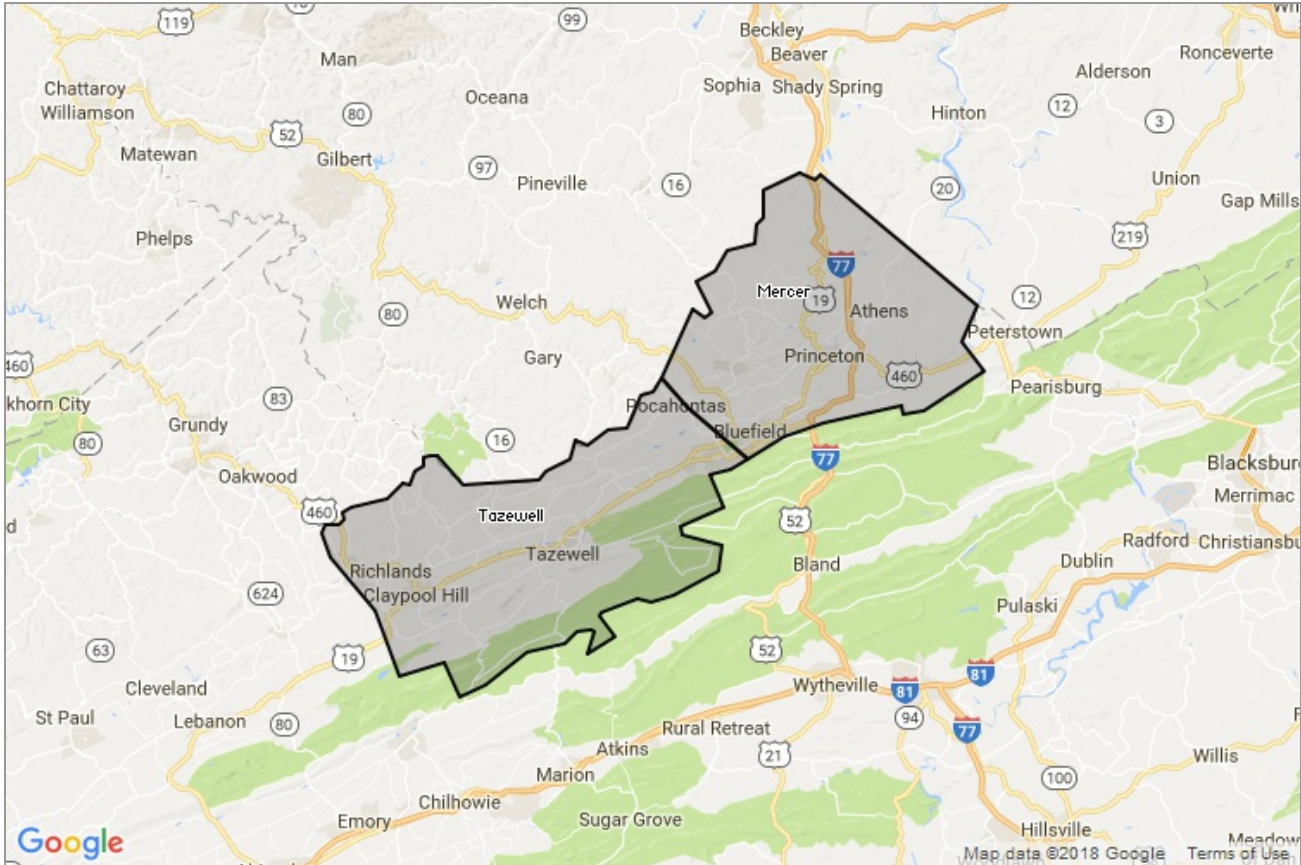 119
99
Beckley
Beaver
Ronceverte
Man
Alderson
Chattaroy
Williamson
Sophia
Shady Spring
Oceana
80
12
Hinton
3
52
Matewan
Gilbert
97
Pineville
16
20
Union
Gap Mills
Phelps
219
77
Mercer
19
12
Welch
80
Athens
Peterstown
Gary
Princeton
460
460
Pearisburg
khorn City
83
Pocahontas
Grundy
80
16
Bluefield
77
Oakwood
Blacksbur
Merrimac
460
Tazewell
52
d
Tazewell
Radford
Christiansbu
Richlands
Bland
Dublin
624
Claypool Hill
Pulaski
63
19
52
Cleveland
Wytheville
81
81
St Paul
Lebanon
80
94
Rural Retreat
77
Atkins
21
Willis
Marion
100
Chilhowie
Emory
Sugar Grove
Hillsville
Meadow
Google
Map data ©2018 Google
Terms of Use